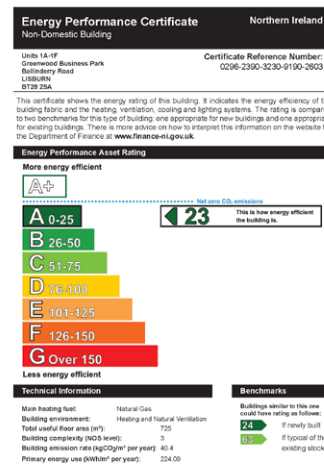 Energy Performance Certificate
Northern Ireland
Non-Domestic Building
Units 1A-1F
Greenwood Business Park
Ballinderry Road
LISBURN
BT28 2SA
Certificate Reference Number:
0296-2390-3230-9190-2603
This certificate shows the energy rating of this building. It indicates the energy efficiency of t
building fabric and the heating, ventilation, cooling and lighting systems. The rating is compare
to two benchmarks for this type of building: one appropriate for new buildings and one appropria
for existing buildings. There is more advice on how to interpret this information on the website f
the Department of Finance at www.finance-ni.gov.uk.
Energy Performance Asset Rating
More energy efficient
A+
Net zero CO₂ emissions
A 0-25
23
This is how energy efficient
the building is.
B 26-50
C 51-75
D 76-100
E 101-125
F 126-150
G Over 150
Less energy efficient
Technical Information
Main heating fuel: Natural Gas
Building environment: Heating and Natural Ventilation
Total useful floor area (m²): 725
Building complexity (NOS level): 3
Building emission rate (kgCO₂/m² per year): 40.4
Primary energy use (kWh/m² per year): 224.09
Benchmarks
Buildings similar to this one
could have rating as follows:
24 If newly built
63 If typical of th
existing stock